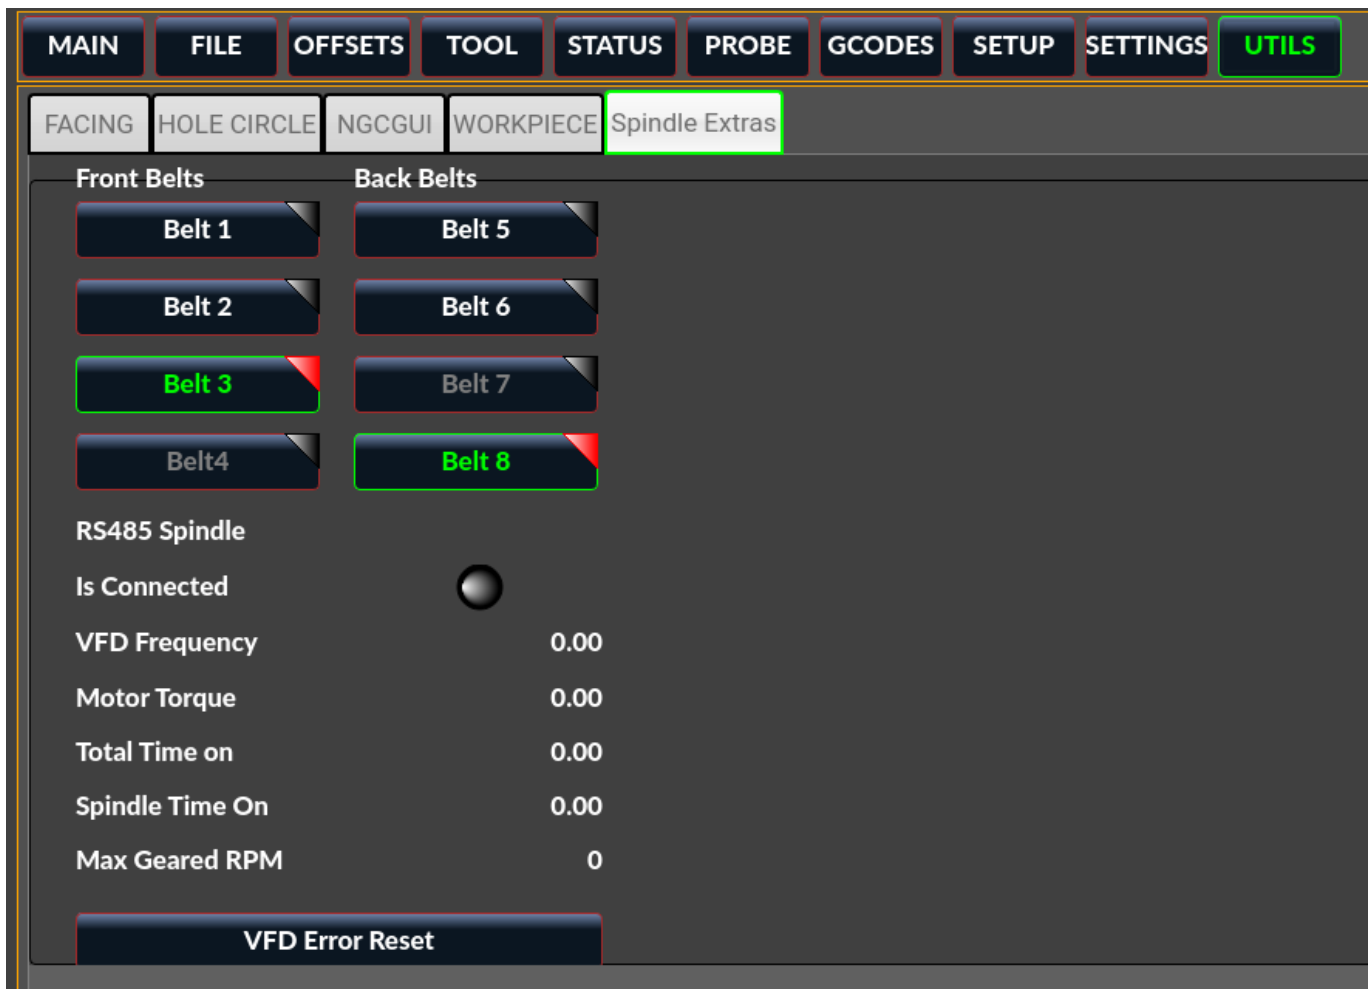 MAIN FILE OFFSETS TOOL STATUS PROBE GCODES SETUP SETTINGS UTILS
FACING HOLE CIRCLE NGCGUI WORKPIECE Spindle Extras
Front Belts Back Belts
Belt 1 Belt 5
Belt 2 Belt 6
Belt 3 Belt 7
Belt4 Belt 8
RS485 Spindle
Is Connected
VFD Frequency 0.00
Motor Torque 0.00
Total Time on 0.00
Spindle Time On 0.00
Max Geared RPM 0
VFD Error Reset